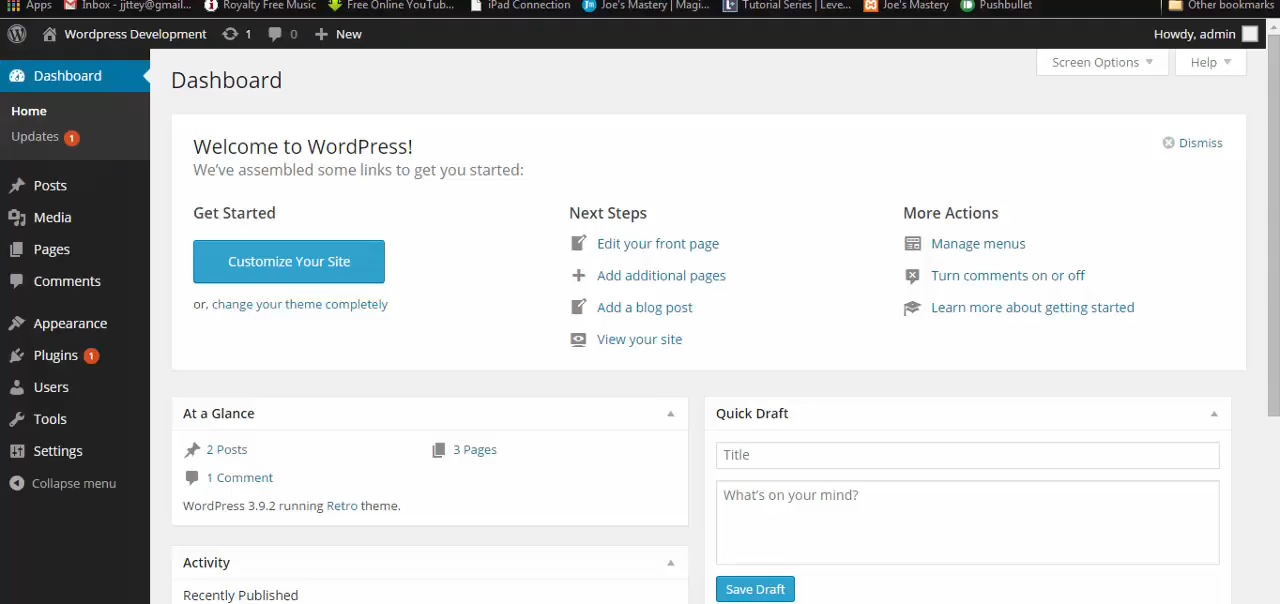 Apps Inbox - jjttey@gmail... Royalty Free Music Free Online YouTub... iPad Connection Joe's Mastery | Magi... Tutorial Series | Leve... Joe's Mastery Pushbullet Other bookmarks
Wordpress Development 1 0 New Howdy, admin
Dashboard
Home
Updates 1
Posts
Media
Pages
Comments
Appearance
Plugins 1
Users
Tools
Settings
Collapse menu
Screen Options Help
Dashboard
Welcome to WordPress! Dismiss
We've assembled some links to get you started:
Get Started
Customize Your Site
or, change your theme completely
Next Steps
Edit your front page
Add additional pages
Add a blog post
View your site
More Actions
Manage menus
Turn comments on or off
Learn more about getting started
At a Glance
2 Posts 3 Pages
1 Comment
WordPress 3.9.2 running Retro theme.
Activity
Recently Published
Quick Draft
Title
What's on your mind?
Save Draft